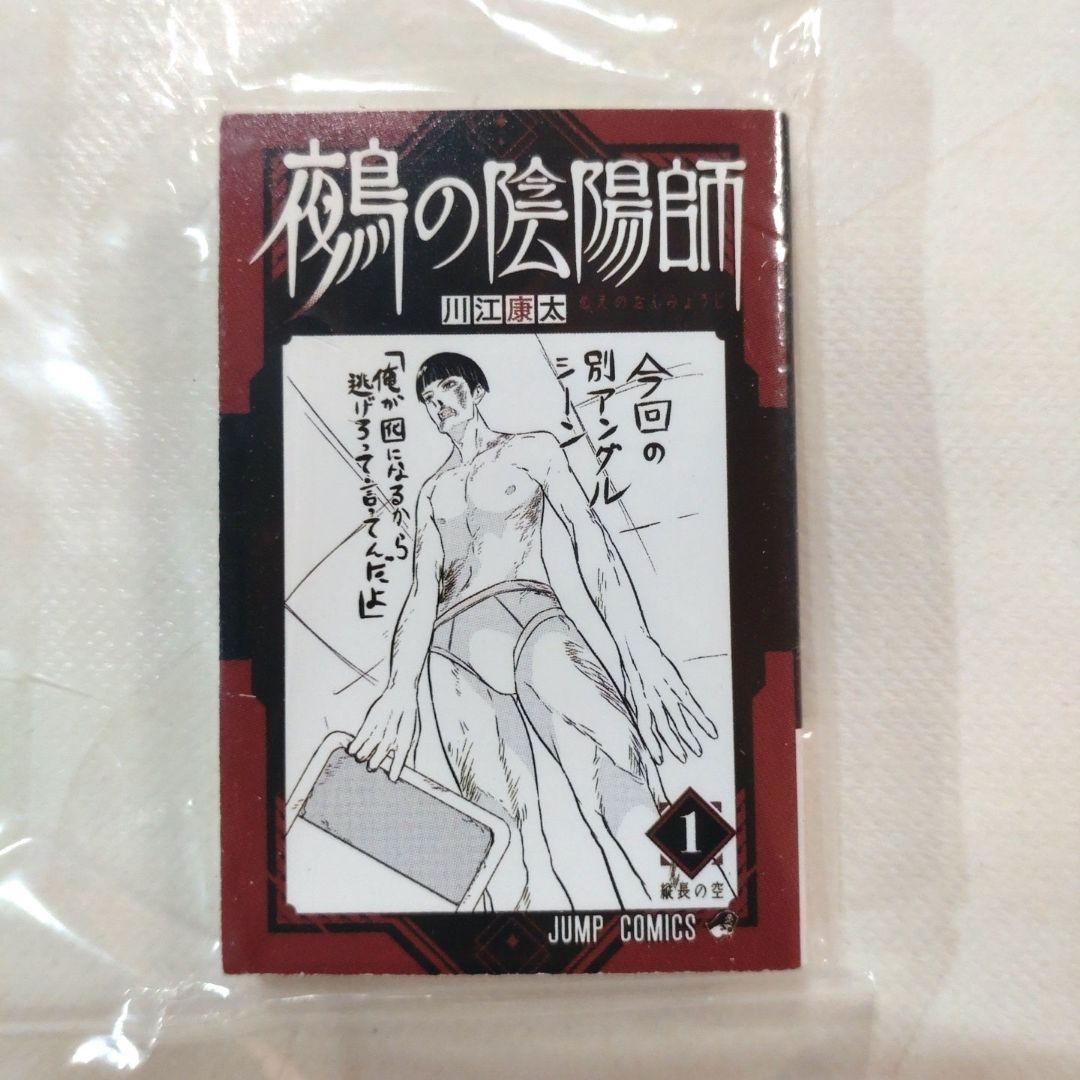 鵺の陰陽師
川江康太
ぬえのおんみょうじ
今回の
別アングル
シーン
「俺が囮になるから
逃げろって言ってんだよ」
1
縦長の空
JUMP COMICS